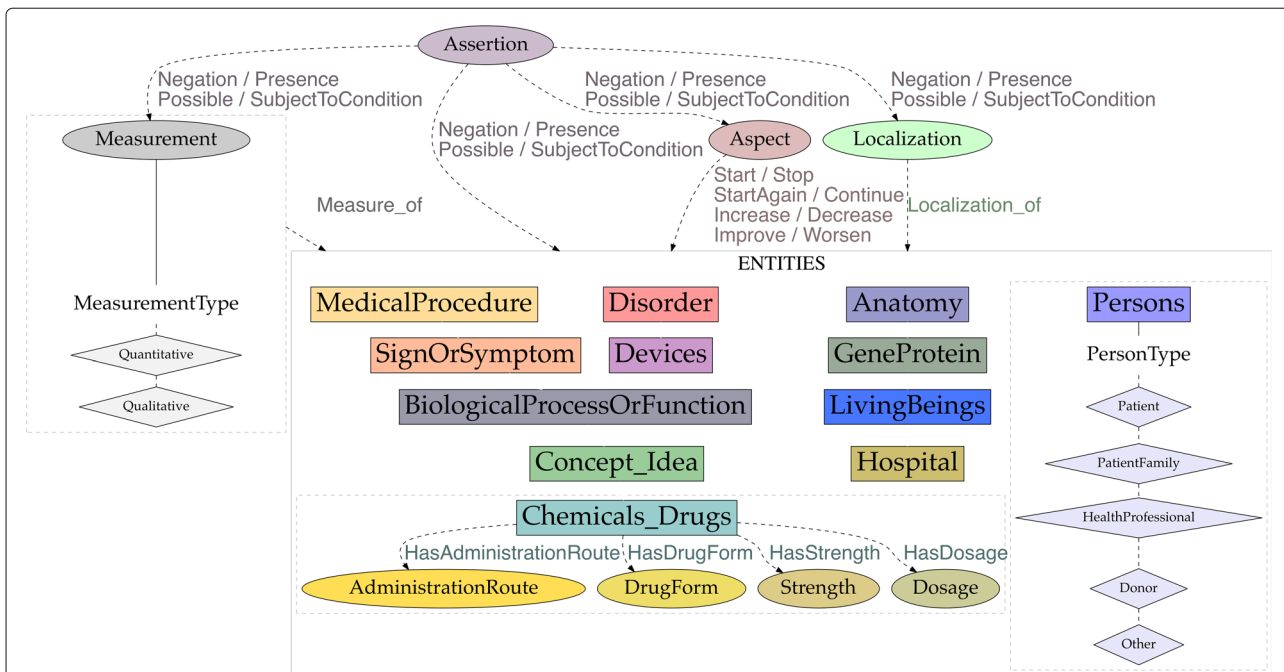 Assertion
Negation / Presence
Possible / SubjectToCondition
Negation / Presence
Possible / SubjectToCondition
Negation / Presence
Possible / SubjectToCondition
Negation / Presence
Possible / SubjectToCondition
Measurement
Aspect
Localization
Start / Stop
StartAgain / Continue
Increase / Decrease
Improve / Worsen
Measure_of
Localization_of
ENTITIES
MeasurementType
Quantitative
Qualitative
MedicalProcedure
Disorder
Anatomy
SignOrSymptom
Devices
GeneProtein
BiologicalProcessOrFunction
LivingBeings
Concept_Idea
Hospital
Chemicals_Drugs
HasAdministrationRoute
HasDrugForm
HasStrength
HasDosage
AdministrationRoute
DrugForm
Strength
Dosage
Persons
PersonType
Patient
PatientFamily
HealthProfessional
Donor
Other